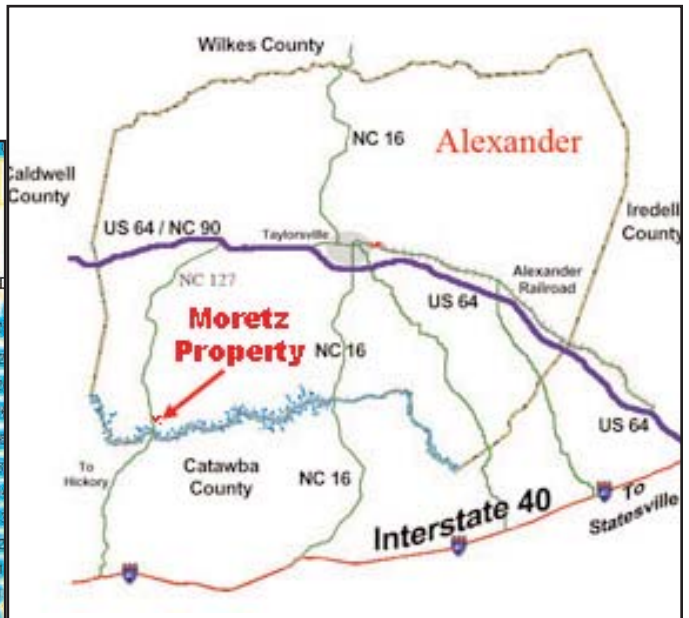 Wilkes County
NC 16
Alexander
Caldwell
County
US 64 / NC 90
Taylorsville
Iredell
County
NC 127
Alexander
Railroad
US 64
Moretz
Property
NC 16
US 64
To
Hickory
Catawba
County
NC 16
Interstate 40
To
Statesville